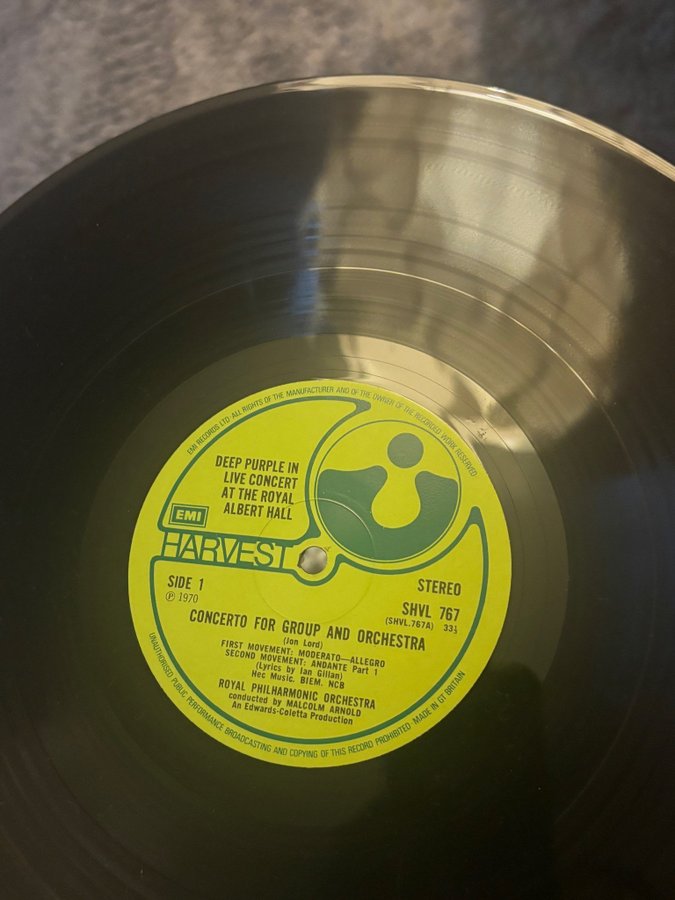 EMI RECORDS LTD· ALL RIGHTS OF THE MANUFACTURER AND OF THE OWNER OF THE RECORDED WORK RESERVED
DEEP PURPLE IN
LIVE CONCERT
AT THE ROYAL
ALBERT HALL
EMI
HARVEST
SIDE 1
℗ 1970
STEREO
SHVL 767
(SHVL.767A) 33⅓
CONCERTO FOR GROUP AND ORCHESTRA
(Jon Lord)
FIRST MOVEMENT: MODERATO—ALLEGRO
SECOND MOVEMENT: ANDANTE Part 1
(Lyrics by Ian Gillan)
Hec Music. BIEM. NCB
ROYAL PHILHARMONIC ORCHESTRA
conducted by MALCOLM ARNOLD
An Edwards-Coletta Production
UNAUTHORISED PUBLIC PERFORMANCE BROADCASTING AND COPYING OF THIS RECORD PROHIBITED· MADE IN GT BRITAIN